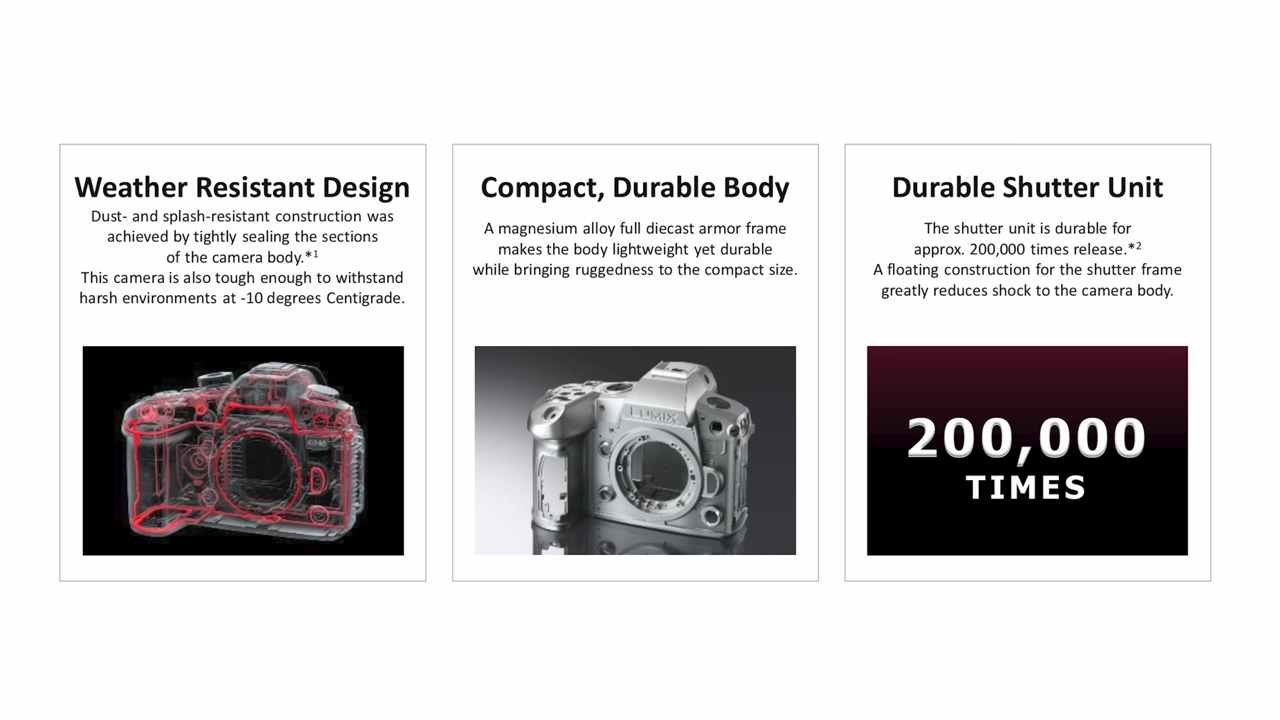 Weather Resistant Design
Dust- and splash-resistant construction was
achieved by tightly sealing the sections
of the camera body.*1
This camera is also tough enough to withstand
harsh environments at -10 degrees Centigrade.
GH6
Compact, Durable Body
A magnesium alloy full diecast armor frame
makes the body lightweight yet durable
while bringing ruggedness to the compact size.
LUMIX
Durable Shutter Unit
The shutter unit is durable for
approx. 200,000 times release.*2
A floating construction for the shutter frame
greatly reduces shock to the camera body.
200,000
TIMES